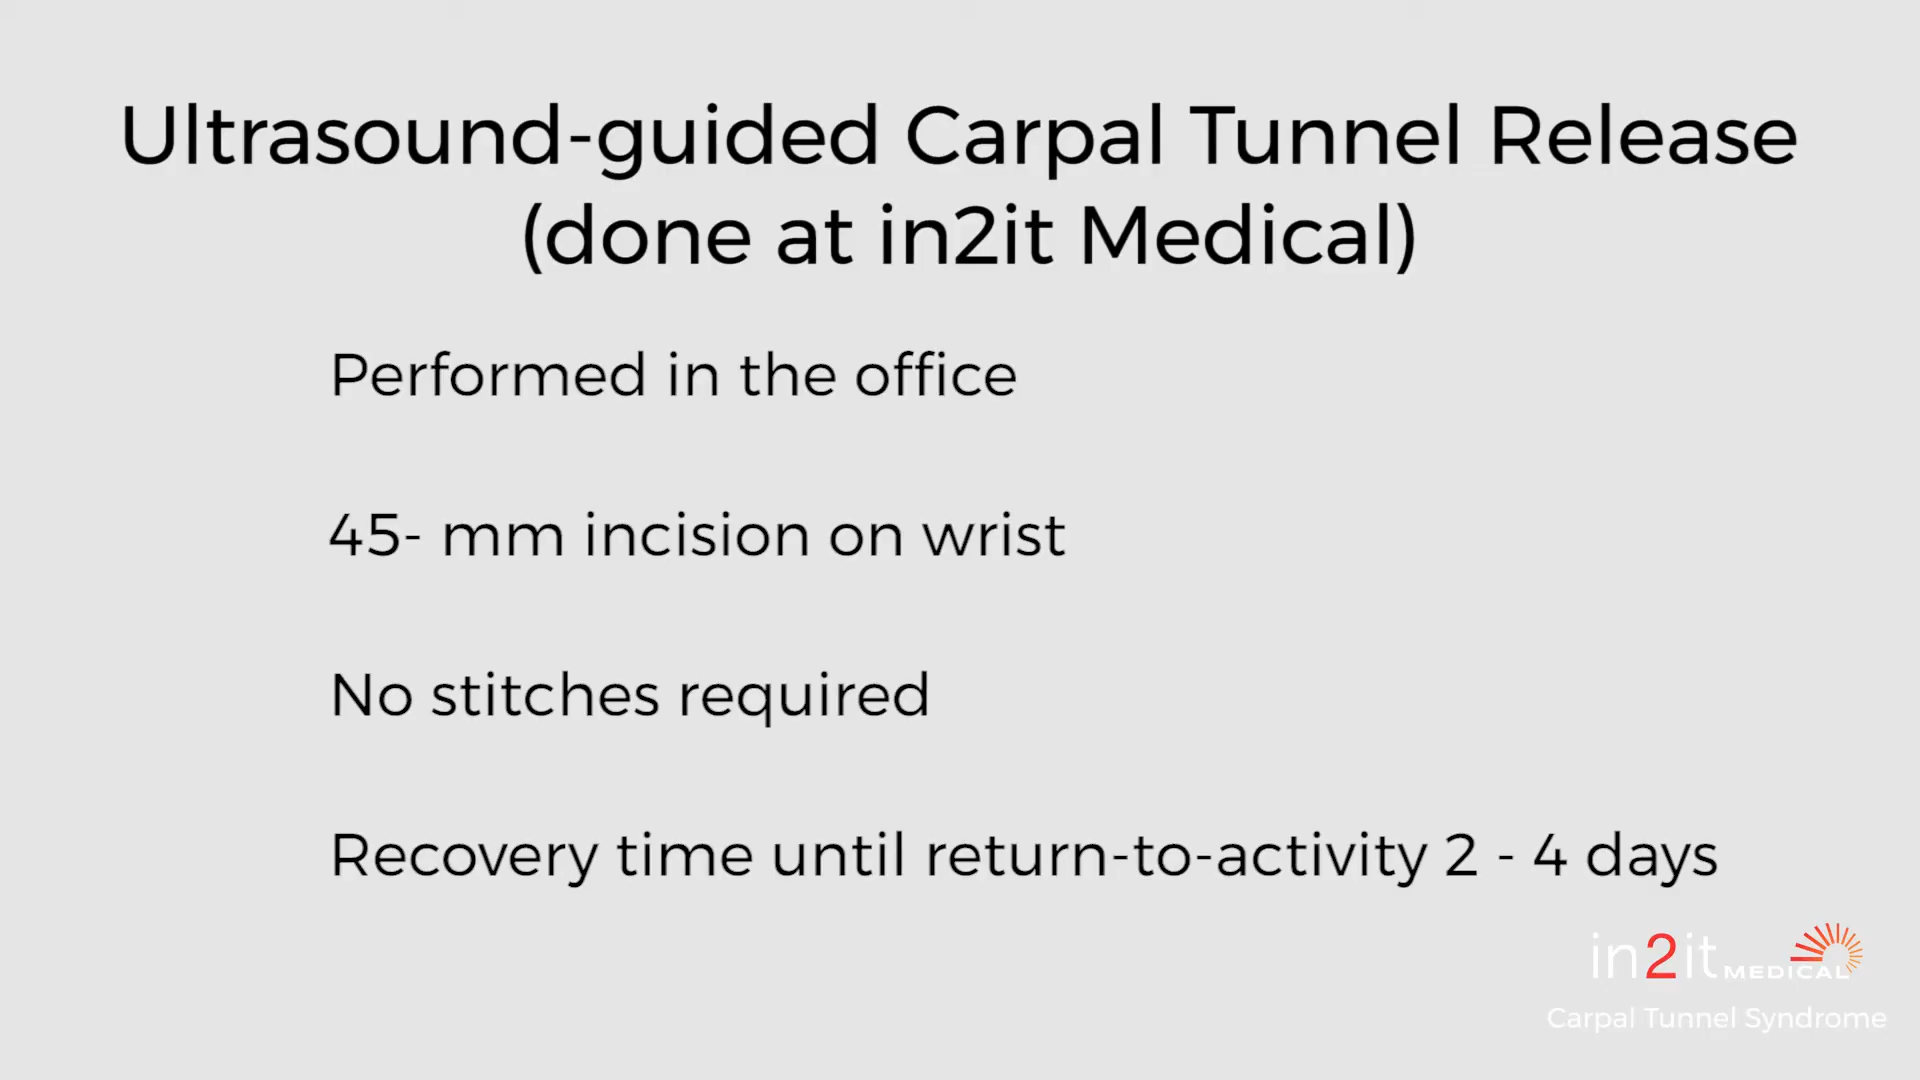 Ultrasound-guided Carpal Tunnel Release
(done at in2it Medical)
Performed in the office
45- mm incision on wrist
No stitches required
Recovery time until return-to-activity 2 - 4 days
in2it MEDICAL
Carpal Tunnel Syndrome